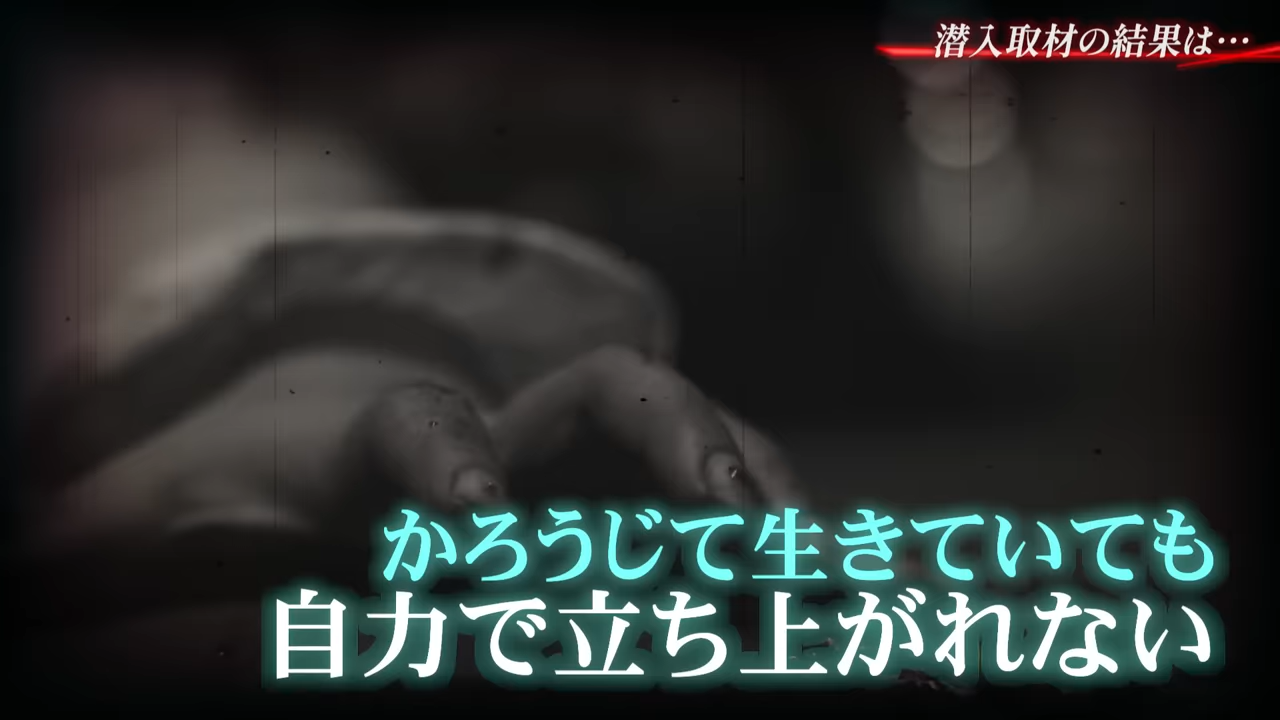 潜入取材の結果は…
かろうじて生きていても
自力で立ち上がれない